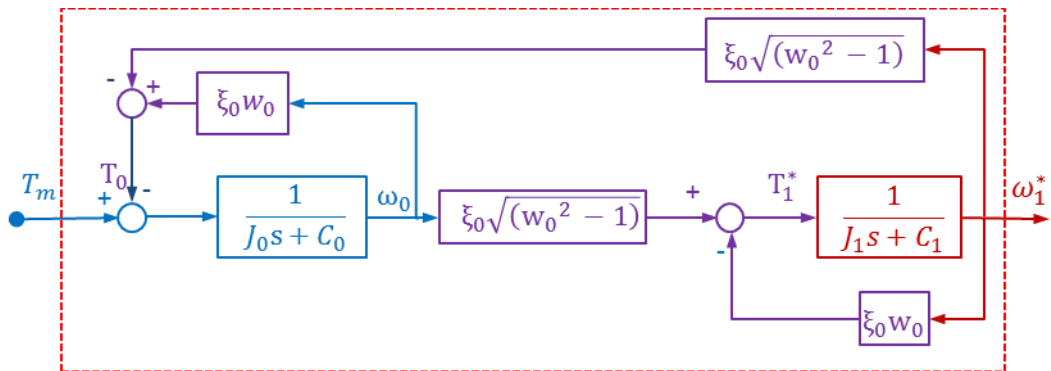 ξ₀√(w₀² − 1)
-
+
ξ₀w₀
T₀
Tₘ
+
-
1
J₀s + C₀
ω₀
ξ₀√(w₀² − 1)
+
-
T₁*
1
J₁s + C₁
ω₁*
ξ₀w₀